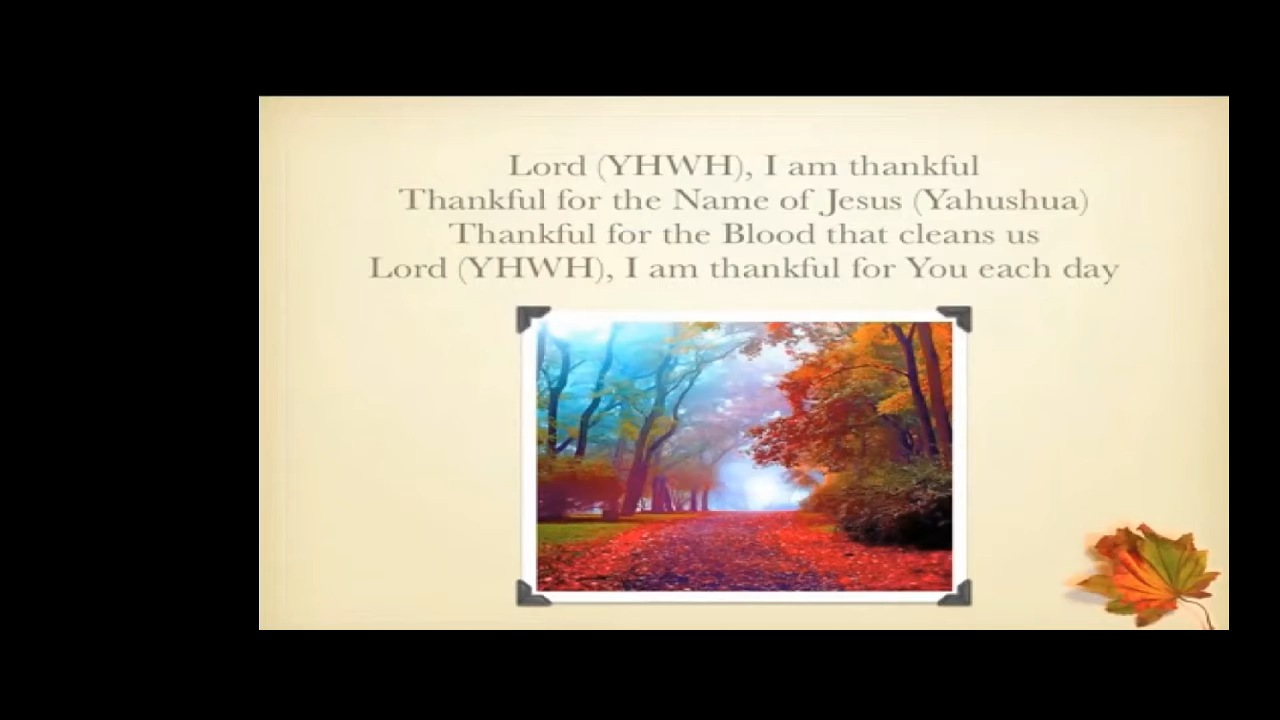 Lord (YHWH), I am thankful
Thankful for the Name of Jesus (Yahushua)
Thankful for the Blood that cleans us
Lord (YHWH), I am thankful for You each day